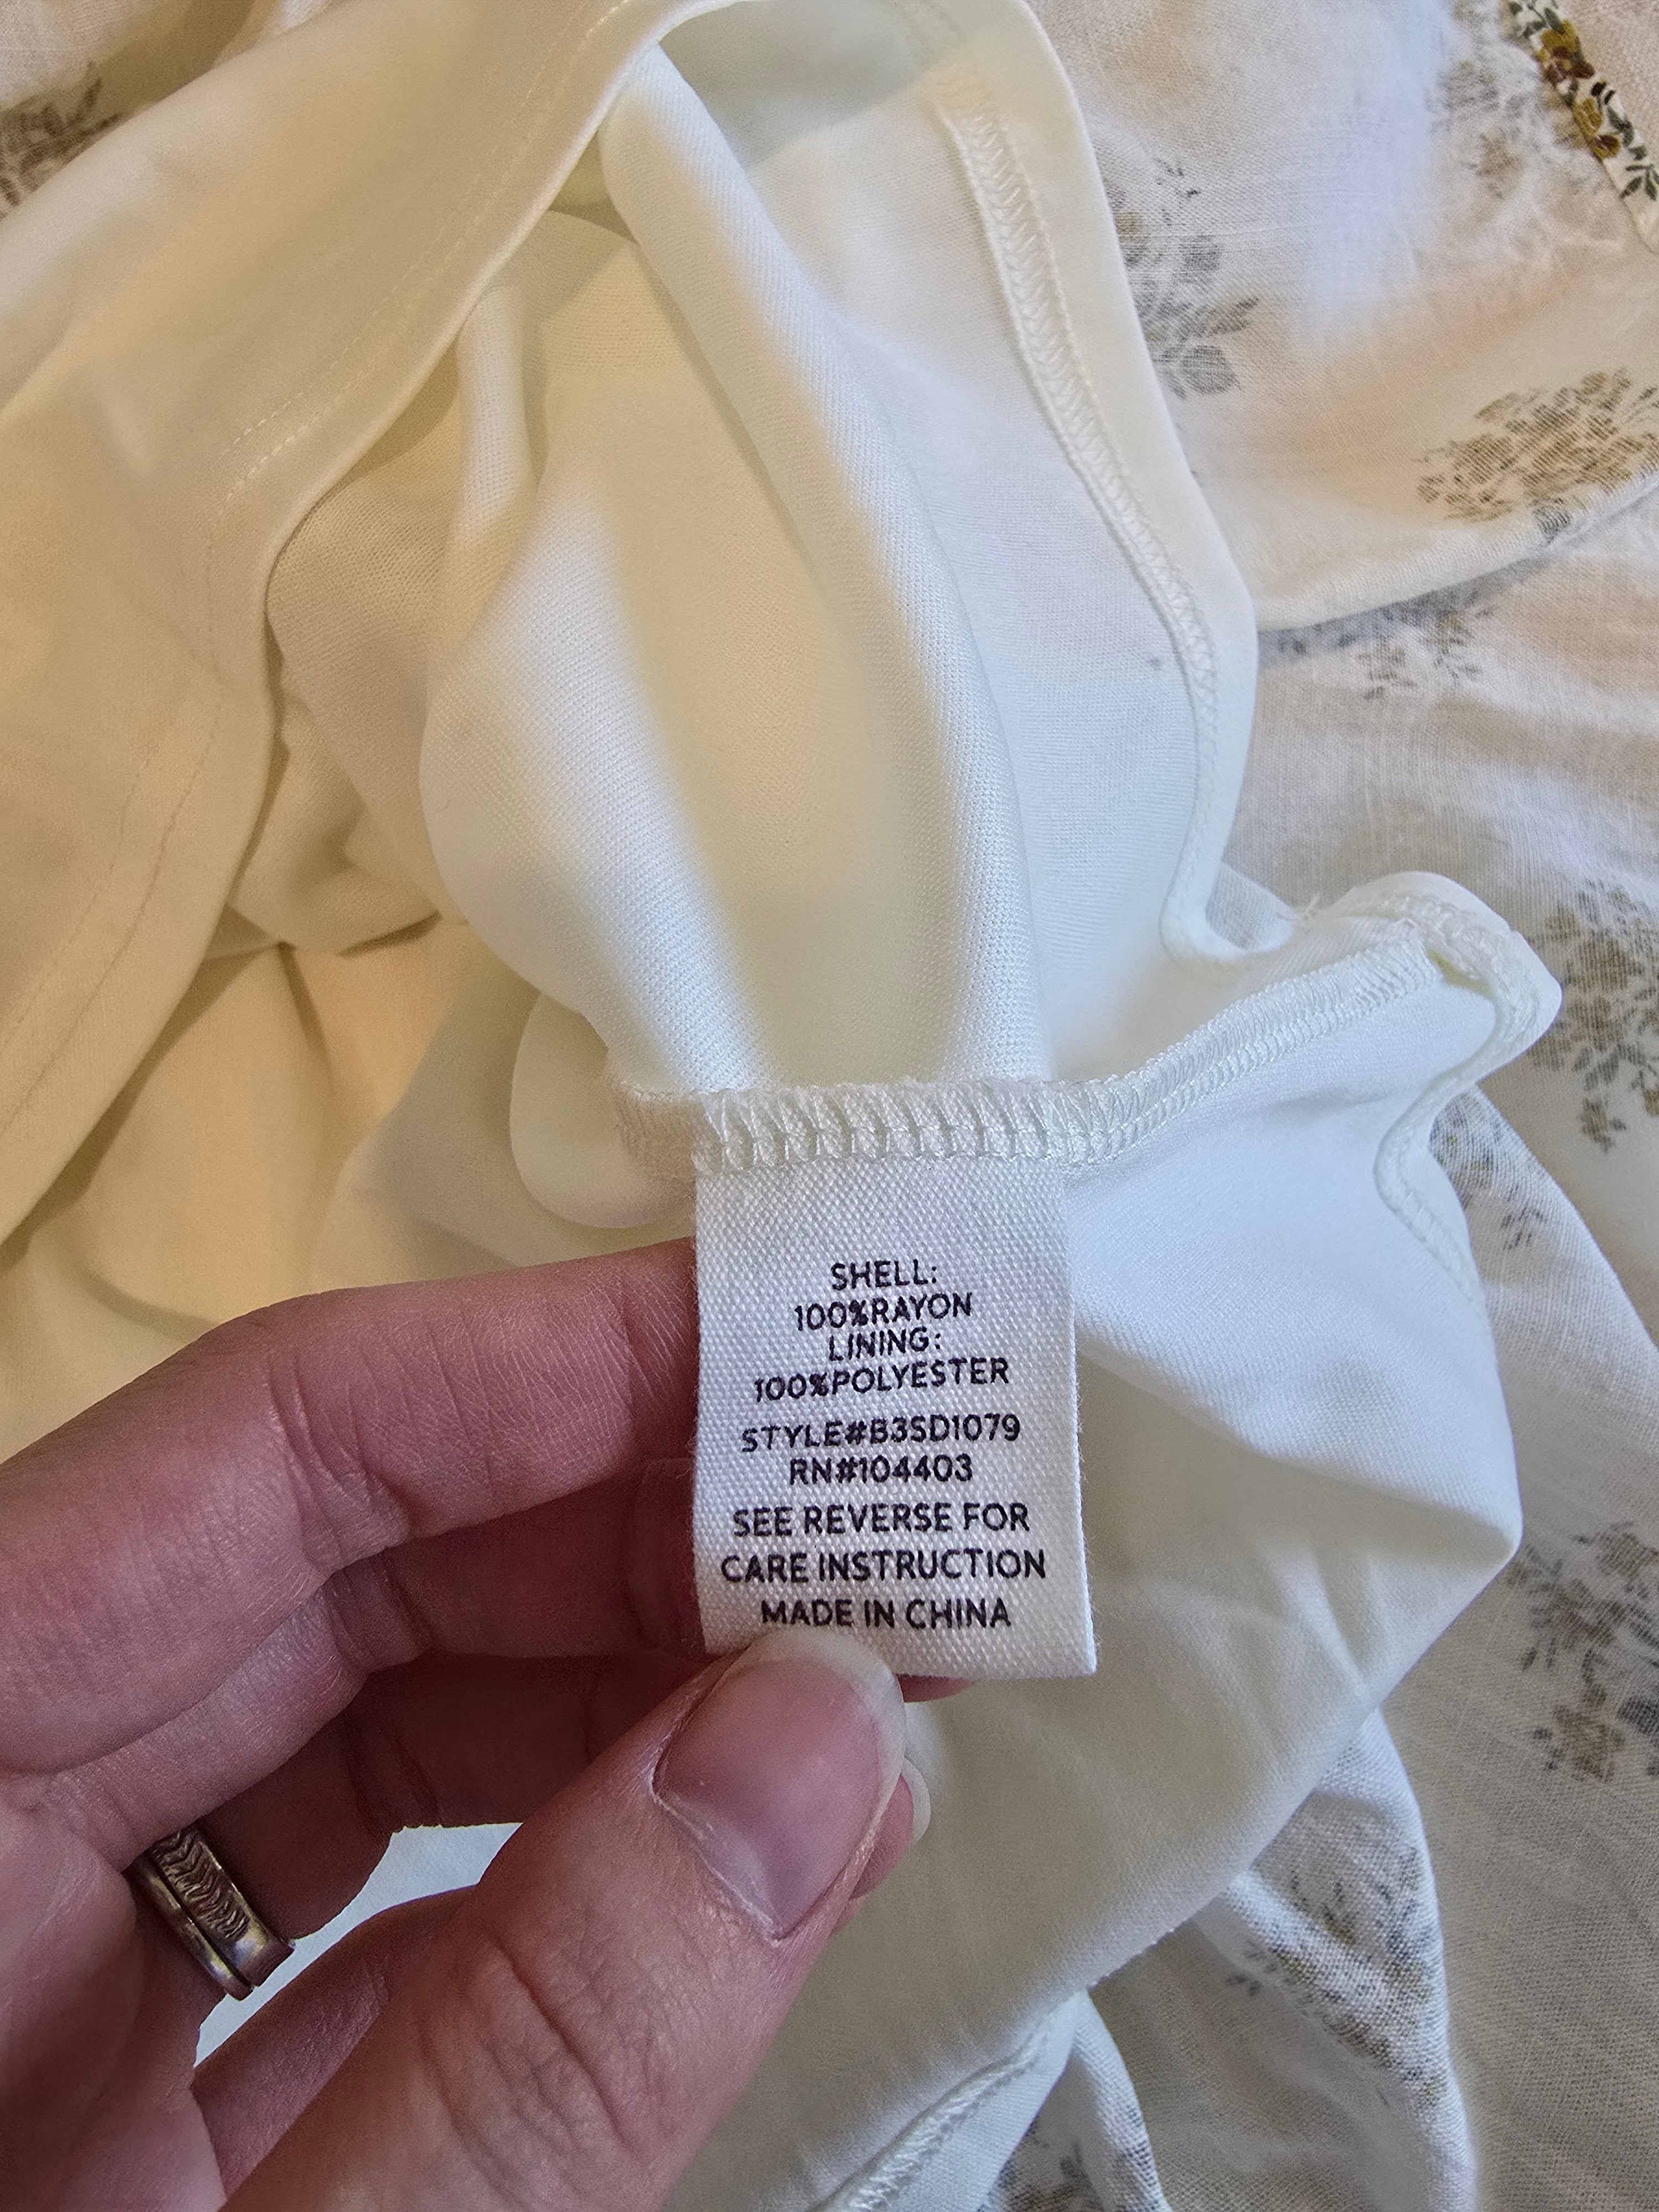 SHELL:
100%RAYON
LINING:
100%POLYESTER
STYLE#B3SD1079
RN#104403
SEE REVERSE FOR
CARE INSTRUCTION
MADE IN CHINA